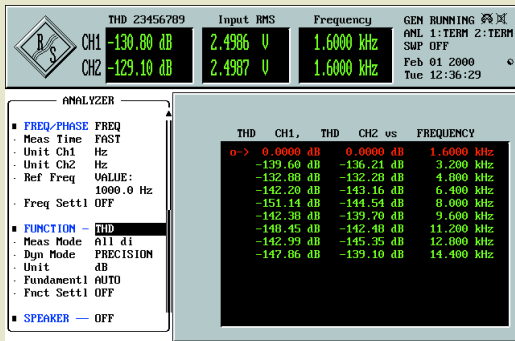 THD 23456789 Input RMS Frequency
R S
CH1 -130.80 dB 2.4986 V 1.6000 kHz
CH2 -129.10 dB 2.4987 V 1.6000 kHz
GEN RUNNING
ANL 1:TERM 2:TERM
SWP OFF
Feb 01 2000
Tue 12:36:29
ANALYZER
FREQ/PHASE FREQ
Meas Time FAST
Unit Ch1 Hz
Unit Ch2 Hz
Ref Freq VALUE:
1000.0 Hz
Freq Settl OFF
FUNCTION - THD
Meas Mode All di
Dyn Mode PRECISION
Unit dB
Fundamentl AUTO
Fnct Settl OFF
SPEAKER — OFF
THD CH1, THD CH2 vs FREQUENCY
o-> 0.0000 dB 0.0000 dB 1.6000 kHz
-139.60 dB -136.21 dB 3.200 kHz
-132.88 dB -132.28 dB 4.800 kHz
-142.20 dB -143.16 dB 6.400 kHz
-151.14 dB -144.54 dB 8.000 kHz
-142.38 dB -139.70 dB 9.600 kHz
-148.45 dB -142.48 dB 11.200 kHz
-142.99 dB -145.35 dB 12.800 kHz
-147.86 dB -139.10 dB 14.400 kHz